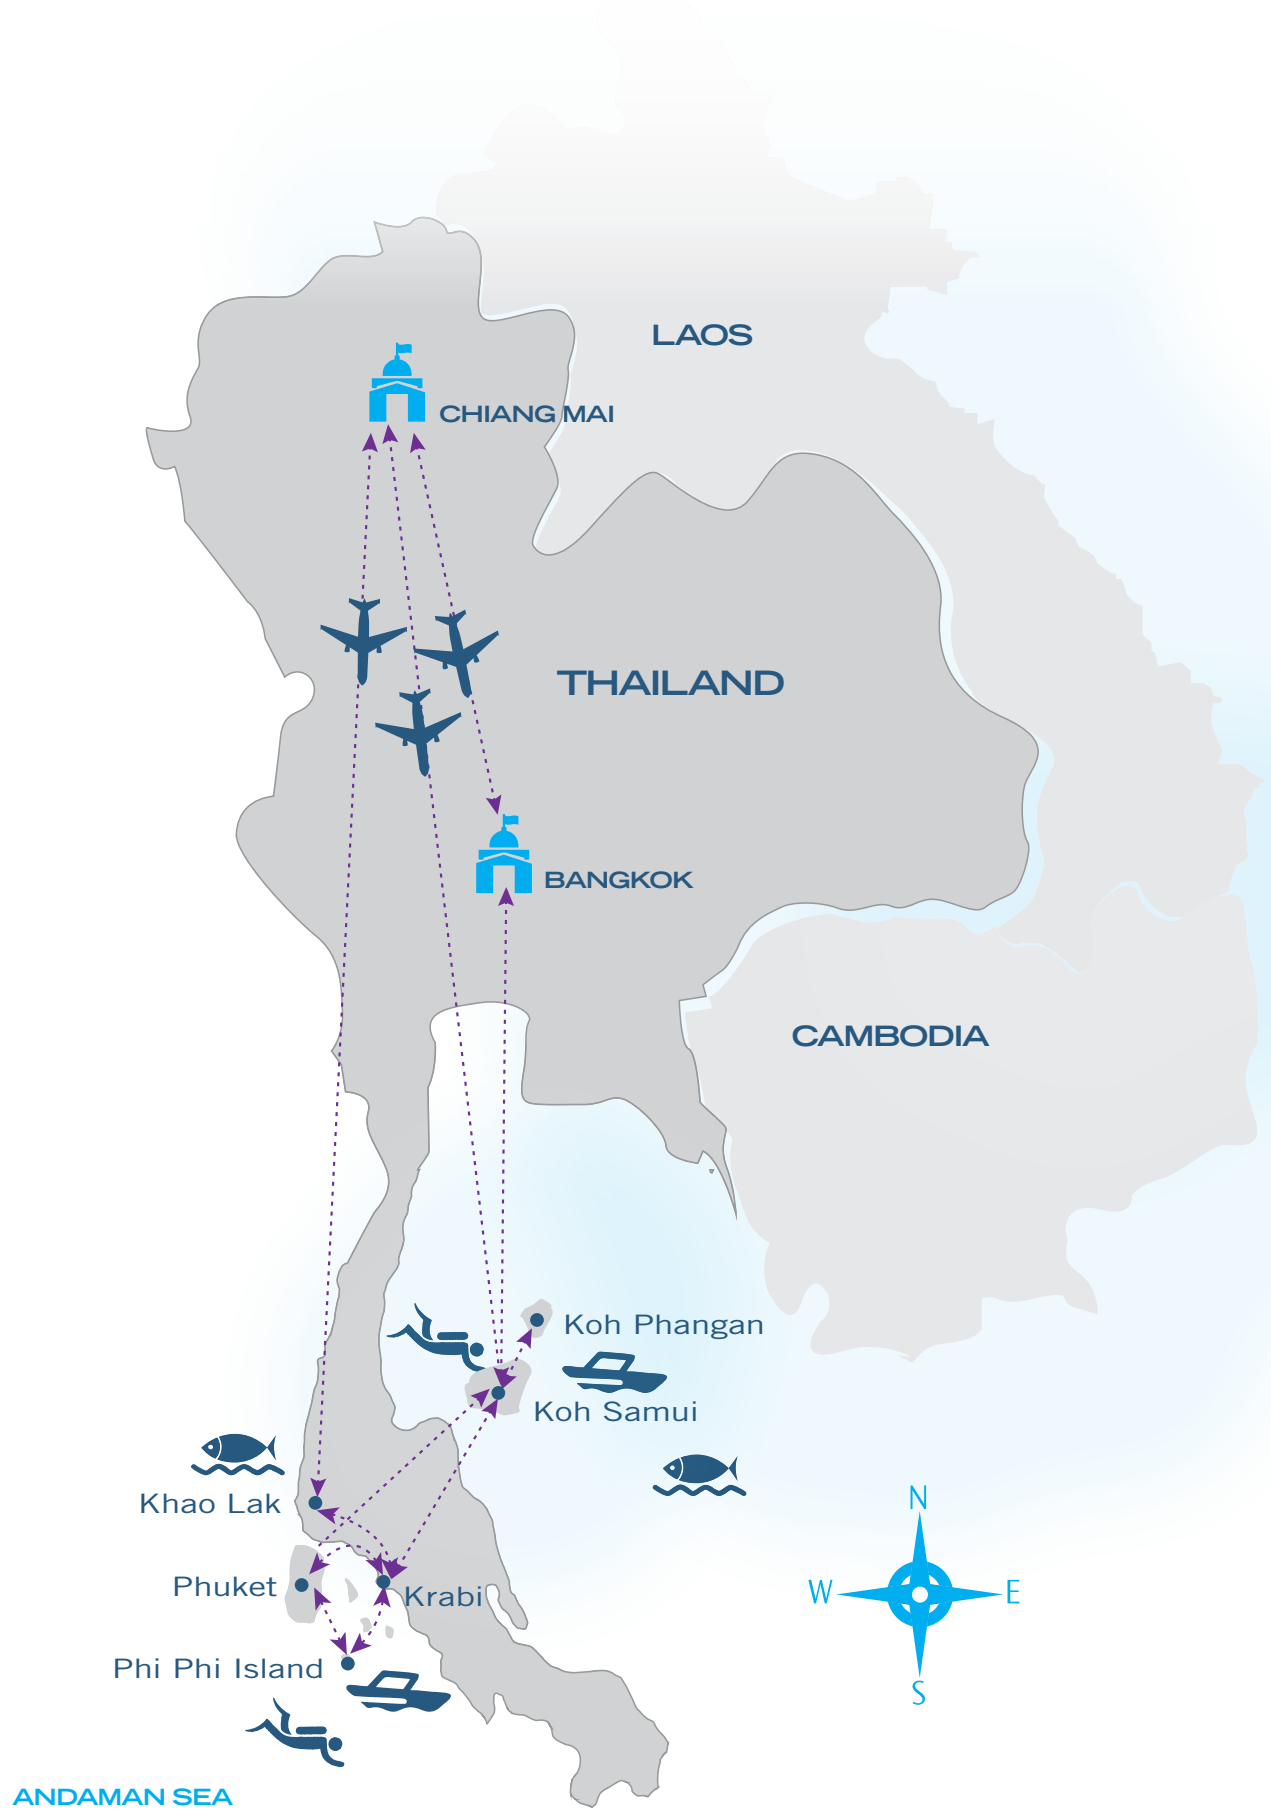 LAOS
CHIANG MAI
THAILAND
BANGKOK
CAMBODIA
Koh Phangan
Koh Samui
Khao Lak
N
Phuket
Krabi
W
E
Phi Phi Island
S
ANDAMAN SEA